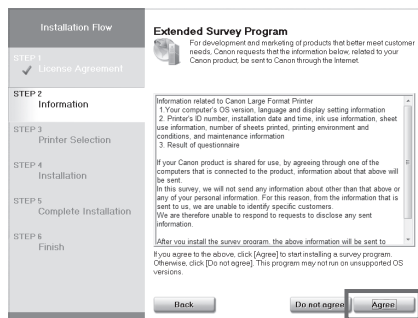 Installation Flow
STEP 1
License Agreement
STEP 2
Information
STEP 3
Printer Selection
STEP 4
Installation
STEP 5
Complete Installation
STEP 6
Finish
Extended Survey Program
For development and marketing of products that better meet customer
needs, Canon requests that the information below, related to your
Canon product, be sent to Canon through the Internet.
Information related to Canon Large Format Printer
1.Your computer's OS version, language and display setting information
2. Printer's ID number, installation date and time, ink use information, sheet
use information, number of sheets printed, printing environment and
conditions, and maintenance information
3. Result of questionnaire
If your Canon product is shared for use, by agreeing through one of the
computers that is connected to the product, information about that above will
be sent.
In this survey, we will not send any information about other than that above or
any of your personal information. For this reason, from the information that is
sent to us, we are unable to identify specific customers.
We are therefore unable to respond to requests to disclose any sent
information.
After you install the survey program, the above information will be sent to
If you agree to the above, click [Agree] to start installing a survey program.
Otherwise, click [Do not agree]. This program may not run on unsupported OS
versions.
Back
Do not agree
Agree